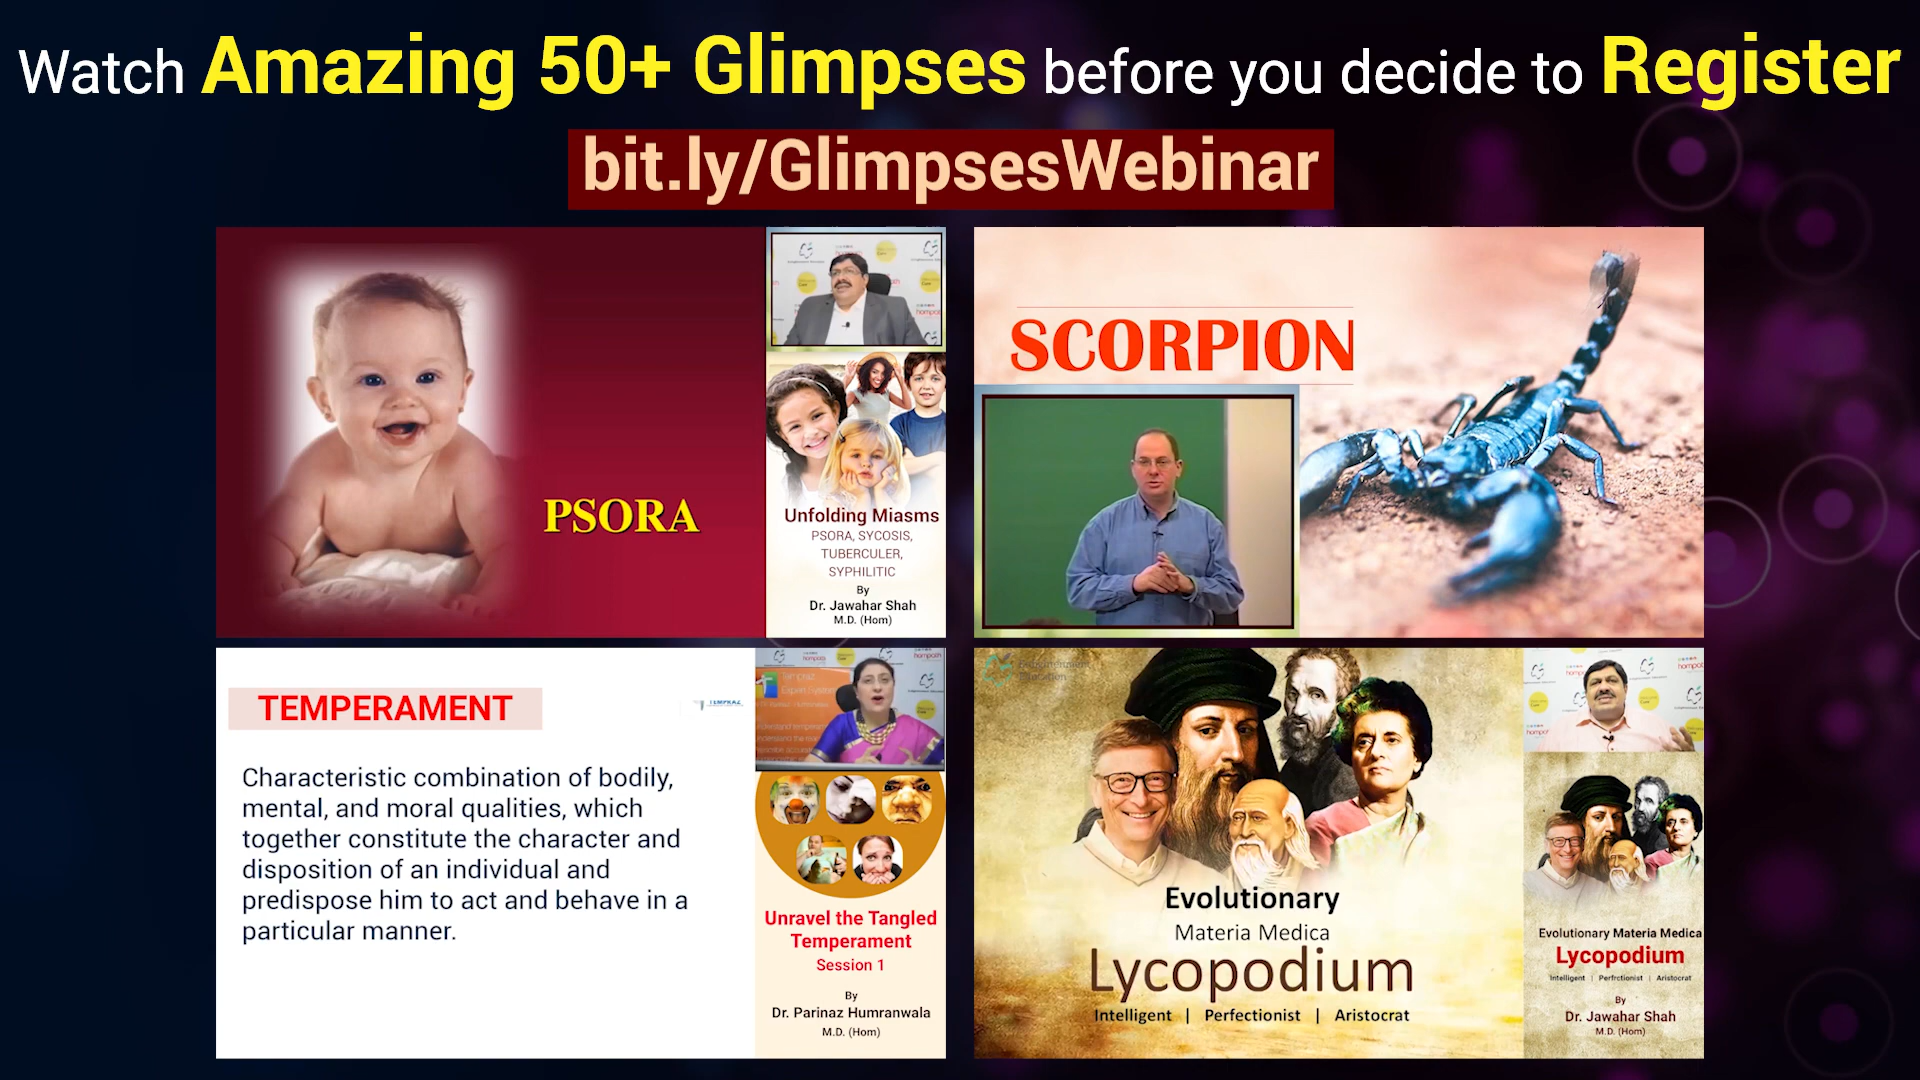 Watch Amazing 50+ Glimpses before you decide to Register
bit.ly/GlimpsesWebinar
PSORA
Unfolding Miasms
PSORA, SYCOSIS,
TUBERCULER,
SYPHILITIC
By
Dr. Jawahar Shah
M.D. (Hom)
SCORPION
TEMPERAMENT
Characteristic combination of bodily,
mental, and moral qualities, which
together constitute the character and
disposition of an individual and
predispose him to act and behave in a
particular manner.
Unravel the Tangled
Temperament
Session 1
By
Dr. Parinaz Humranwala
M.D. (Hom)
Evolutionary
Materia Medica
Lycopodium
Intelligent | Perfectionist | Aristocrat
Evolutionary Materia Medica
Lycopodium
Intelligent | Perfrctionist | Aristocrat
By
Dr. Jawahar Shah
M.D. (Hom)